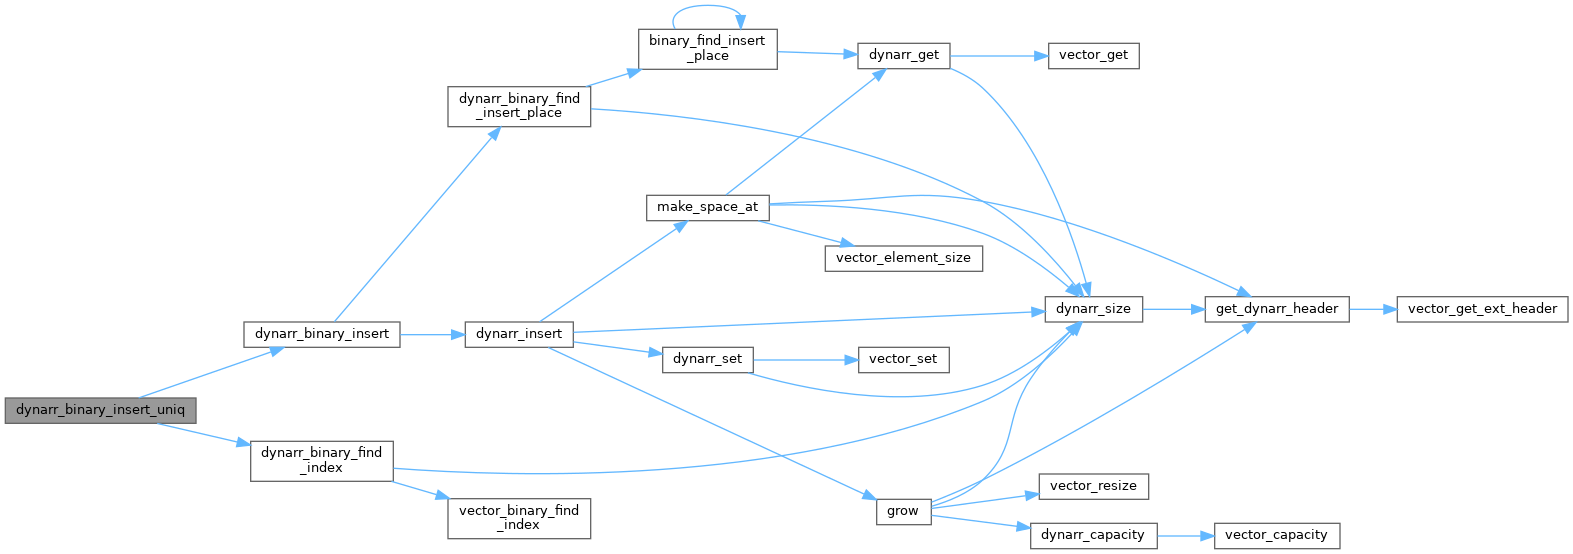 binary_find_insert
_place
dynarr_get
vector_get
dynarr_binary_find
_insert_place
make_space_at
vector_element_size
dynarr_size
get_dynarr_header
vector_get_ext_header
dynarr_binary_insert
dynarr_insert
dynarr_set
vector_set
dynarr_binary_insert_uniq
dynarr_binary_find
_index
vector_binary_find
_index
grow
vector_resize
dynarr_capacity
vector_capacity